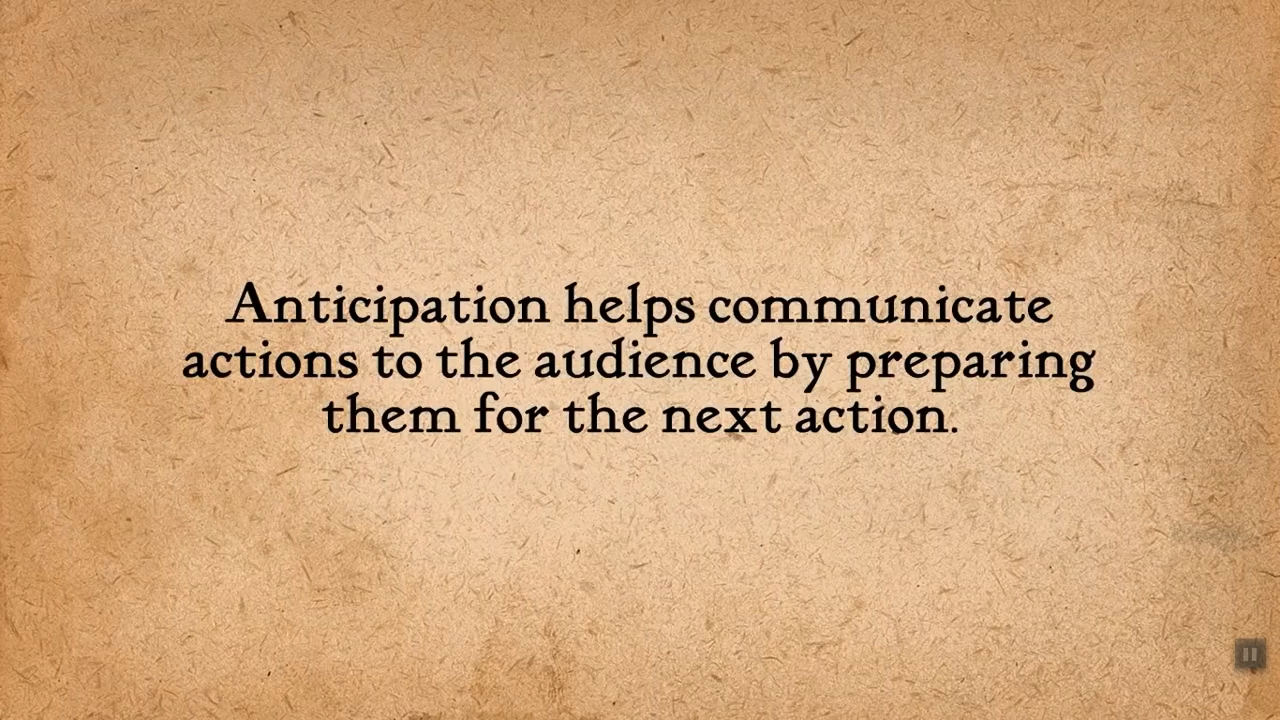 Anticipation helps communicate
actions to the audience by preparing
them for the next action.